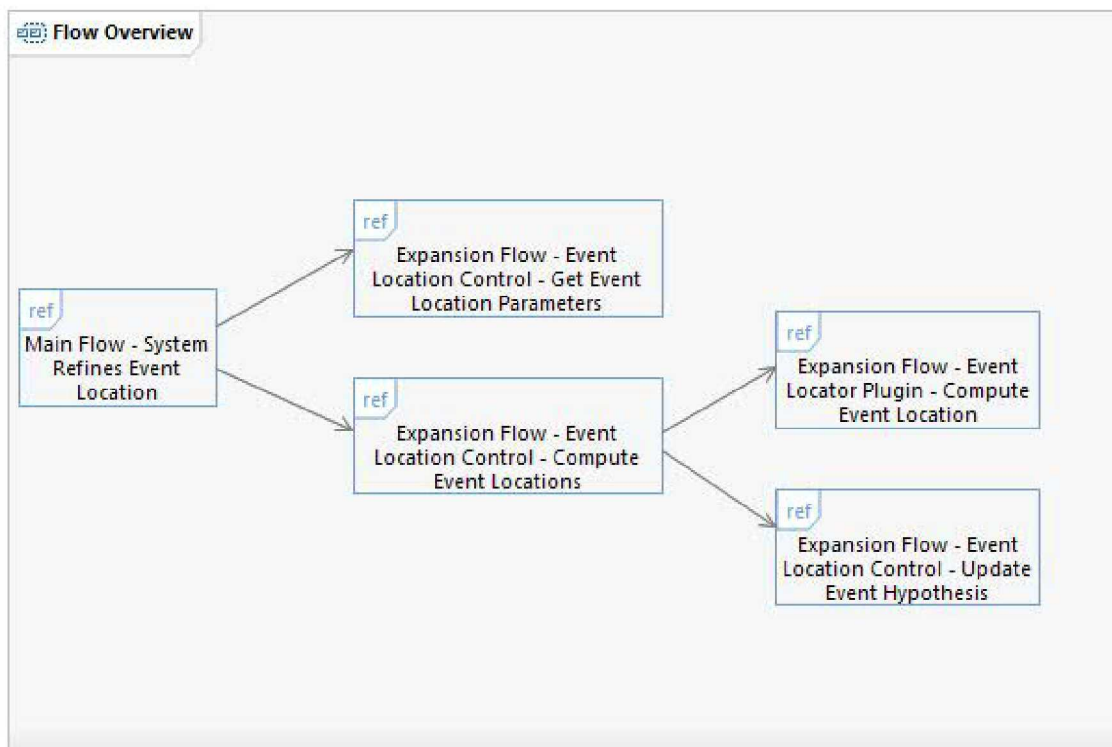 Flow Overview
ref
Expansion Flow - Event
Location Control - Get Event
Location Parameters
ref
Main Flow - System
Refines Event
Location
ref
Expansion Flow - Event
Locator Plugin - Compute
Event Location
ref
Expansion Flow - Event
Location Control - Compute
Event Locations
ref
Expansion Flow - Event
Location Control - Update
Event Hypothesis